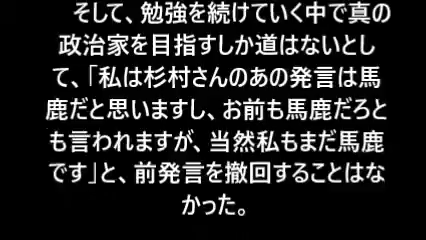 そして、勉強を続けていく中で真の
政治家を目指すしか道はないとし
て、「私は杉村さんのあの発言は馬
鹿だと思いますし、お前も馬鹿だろと
も言われますが、当然私もまだ馬鹿
です」と、前発言を撤回することはな
かった。